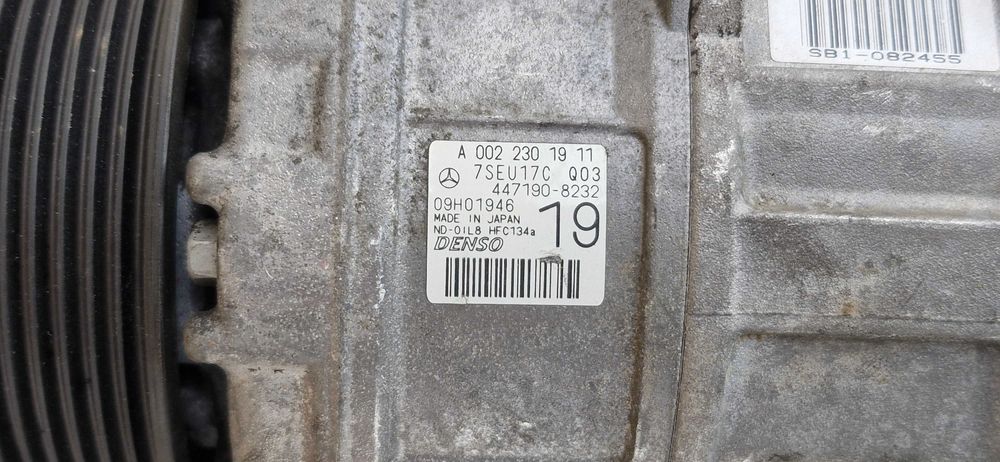 SB1-082455
A 002 230 19 11
7SEU17C Q03
447190-8232
09H01946
MADE IN JAPAN
ND-OIL8 HFC134a
19
DENSO